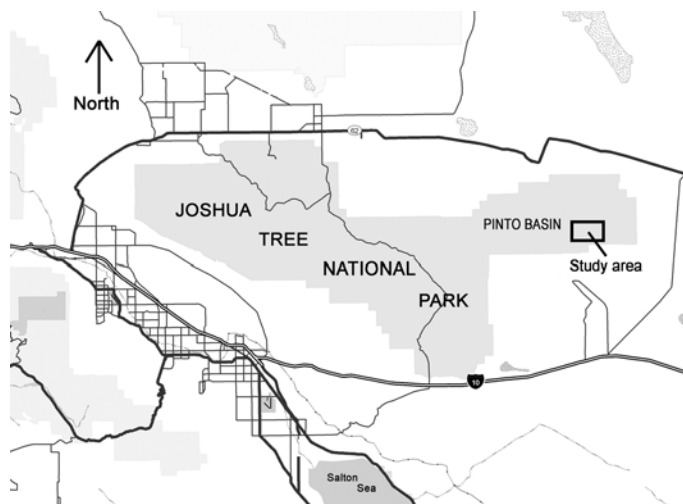 North
62
JOSHUA
TREE
NATIONAL
PARK
PINTO BASIN
Study area
10
Salton
Sea